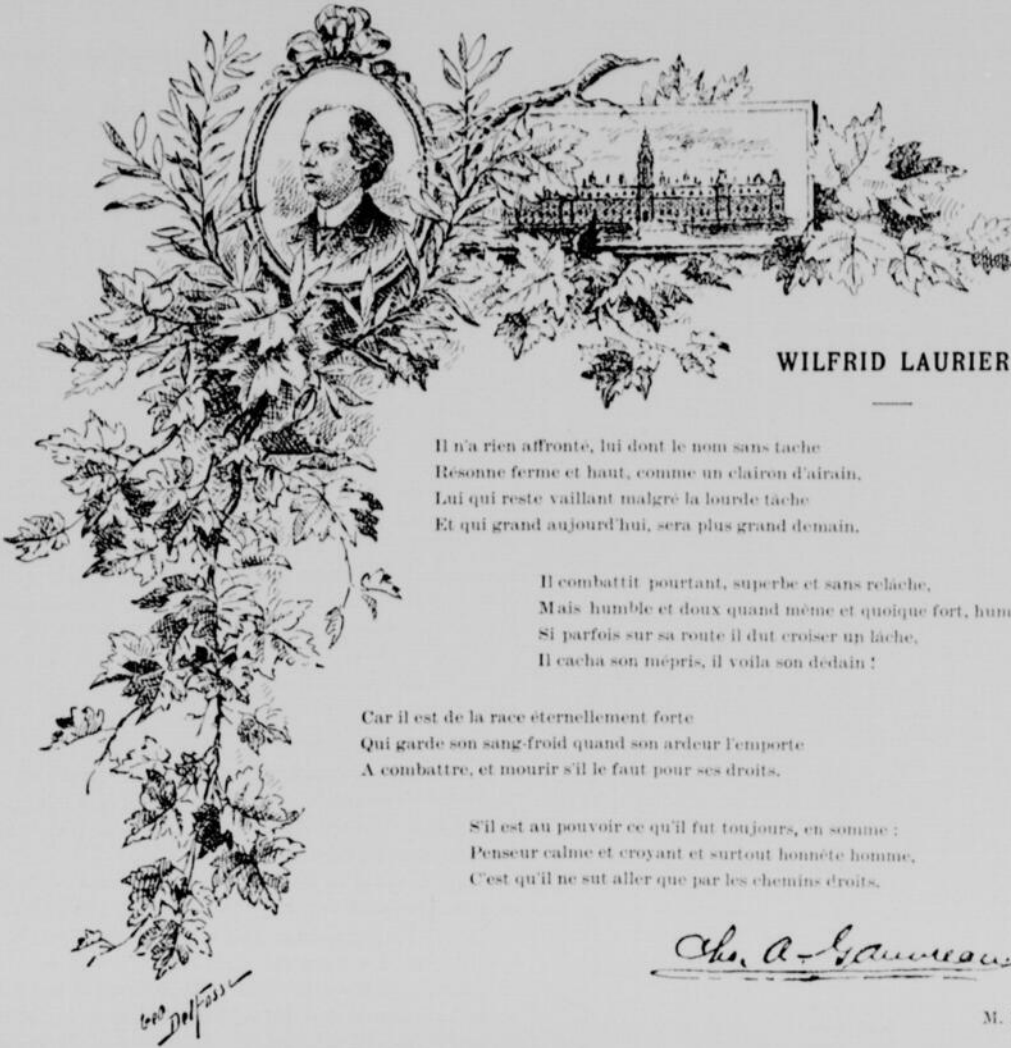 WILFRID LAURIER
Il n'a rien affronté, lui dont le nom sans tache
Résonne ferme et haut, comme un clairon d'airain,
Lui qui reste vaillant malgré la lourde tâche
Et qui grand aujourd'hui, sera plus grand demain.
Il combattit pourtant, superbe et sans relâche,
Mais humble et doux quand même et quoique fort, hum
Si parfois sur sa route il dut croiser un lâche,
Il cacha son mépris, il voila son dédain !
Car il est de la race éternellement forte
Qui garde son sang-froid quand son ardeur l'emporte
A combattre, et mourir s'il le faut pour ses droits.
S'il est au pouvoir ce qu'il fut toujours, en somme :
Penseur calme et croyant et surtout honnête homme,
C'est qu'il ne sut aller que par les chemins droits.
Chs. A. Gauvreau
Geo Delfosse
M.